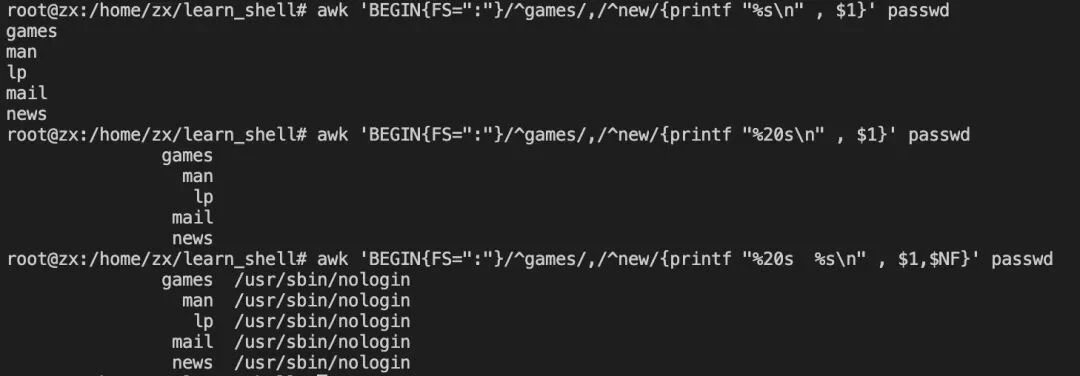 root@zx:/home/zx/learn_shell# awk 'BEGIN{FS=":"}/^games/,/^new/{printf "%s\n" , $1}' passwd
games
man
lp
mail
news
root@zx:/home/zx/learn_shell# awk 'BEGIN{FS=":"}/^games/,/^new/{printf "%20s\n" , $1}' passwd
games
man
lp
mail
news
root@zx:/home/zx/learn_shell# awk 'BEGIN{FS=":"}/^games/,/^new/{printf "%20s  %s\n" , $1,$NF}' passwd
games  /usr/sbin/nologin
man  /usr/sbin/nologin
lp  /usr/sbin/nologin
mail  /usr/sbin/nologin
news  /usr/sbin/nologin